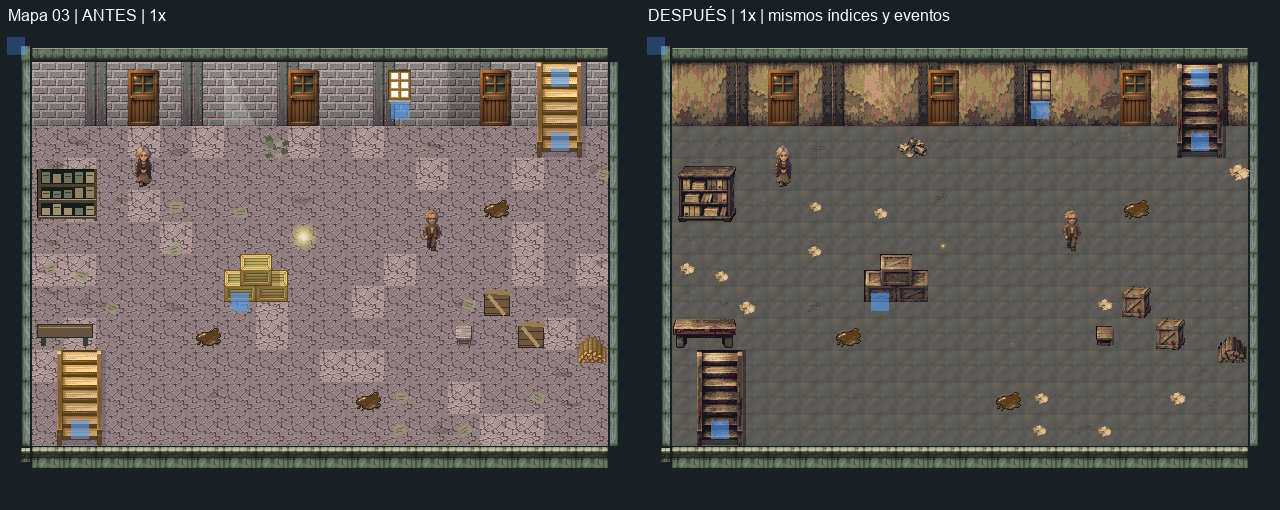 Mapa 03 | ANTES | 1x
DESPUÉS | 1x | mismos índices y eventos